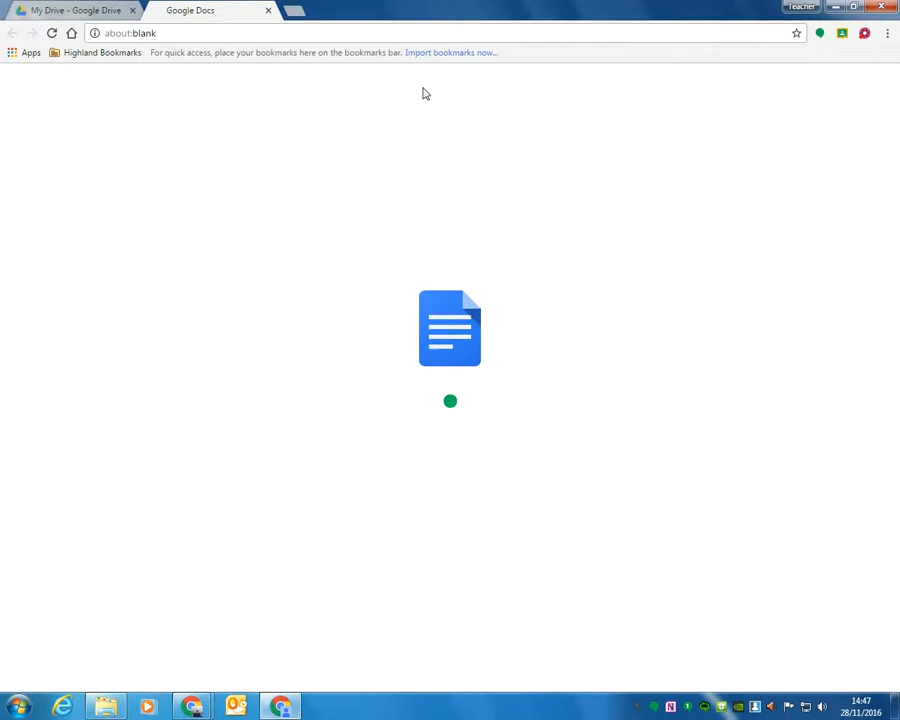 My Drive - Google Drive
Google Docs
Teacher
about:blank
Apps Highland Bookmarks For quick access, place your bookmarks here on the bookmarks bar. Import bookmarks now...
14:47
28/11/2016